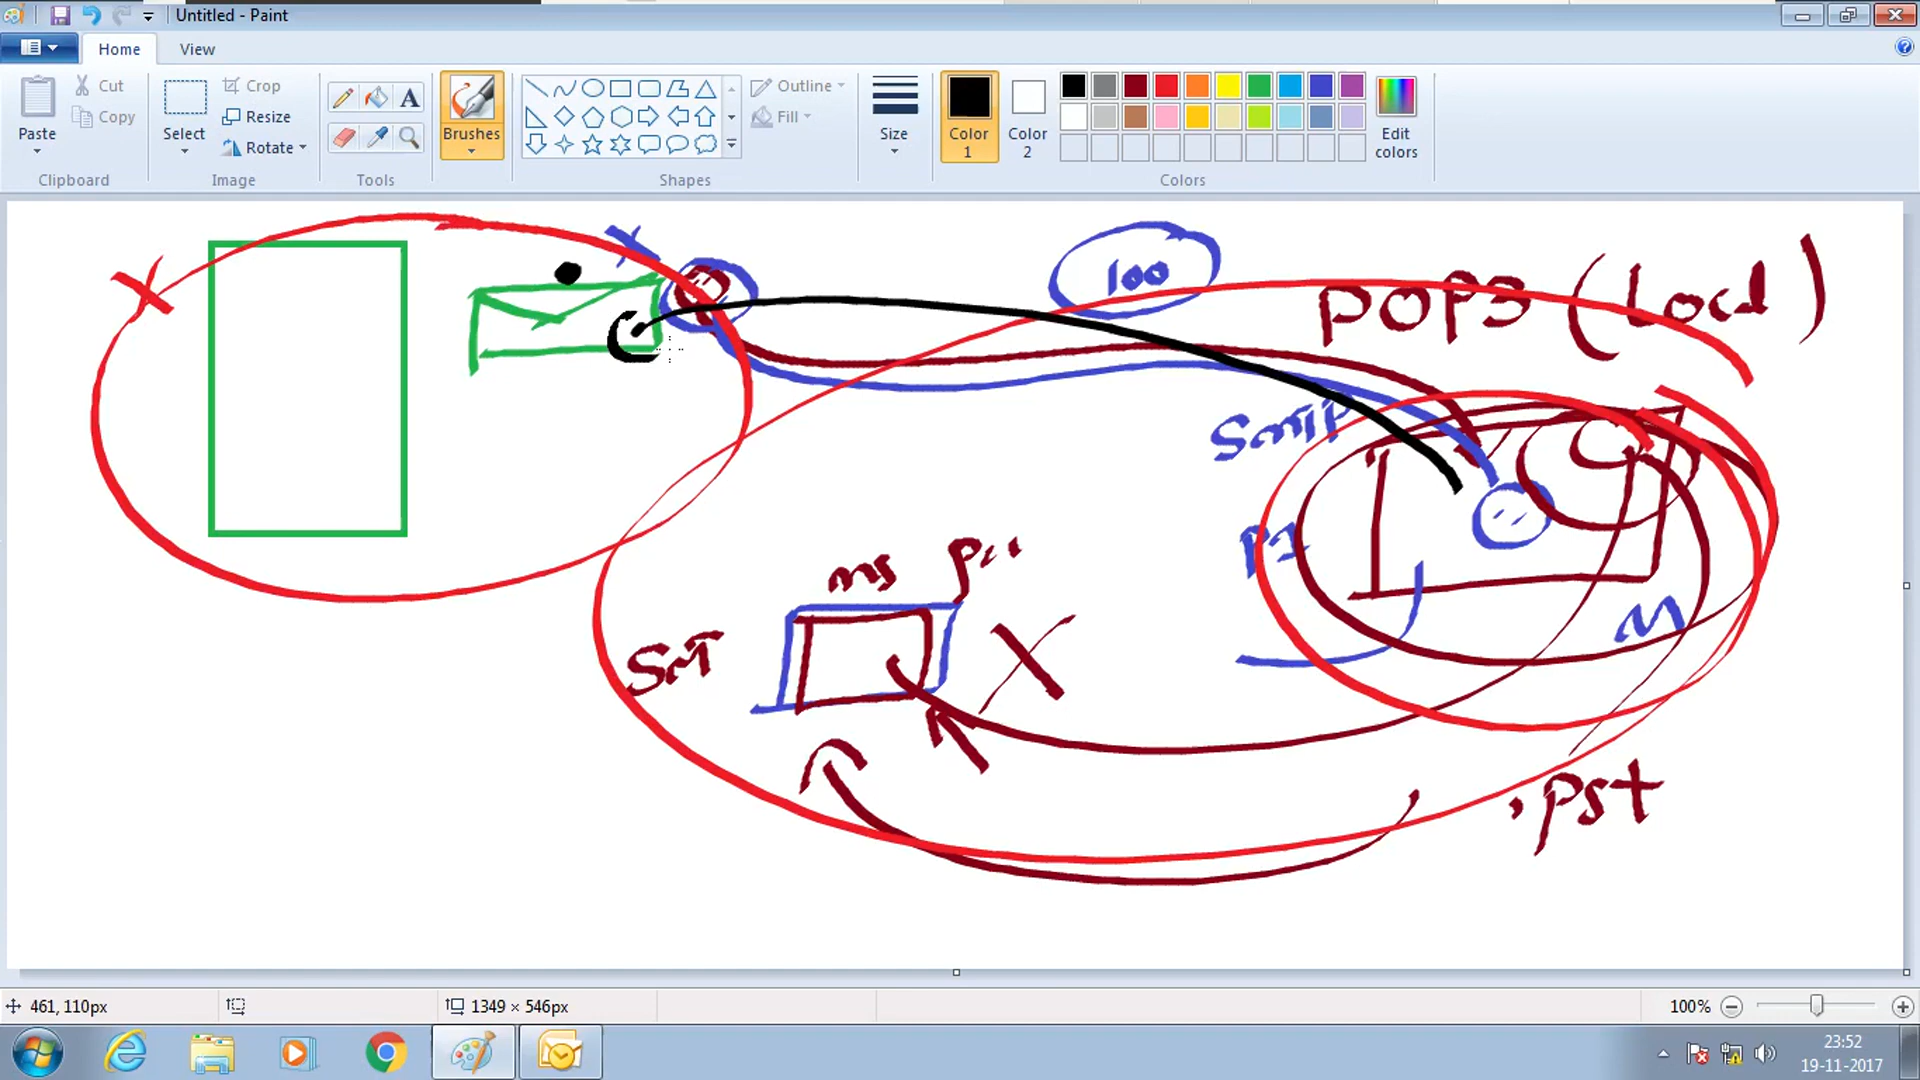 Untitled - Paint
Home
View
Cut
Copy
Paste
Clipboard
Crop
Resize
Rotate
Select
Image
Tools
Brushes
Shapes
Outline
Fill
Size
Color 1
Color 2
Edit colors
Colors
X
X
100
POP3 (Local)
SmTP
P1
M
ms
SmT
X
.Pst
461, 110px
1349 × 546px
100%
23:52
19-11-2017